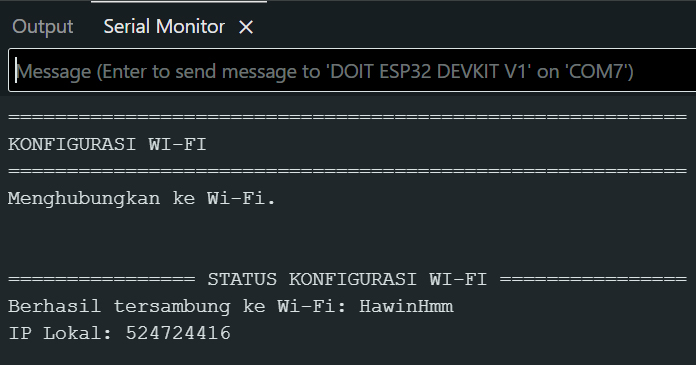 Output Serial Monitor ×
Message (Enter to send message to 'DOIT ESP32 DEVKIT V1' on 'COM7')
==========================================================
KONFIGURASI WI-FI
==========================================================
Menghubungkan ke Wi-Fi.
================ STATUS KONFIGURASI WI-FI ================
Berhasil tersambung ke Wi-Fi: HawinHmm
IP Lokal: 524724416